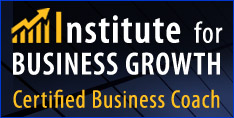 Institute for
BUSINESS GROWTH
Certified Business Coach